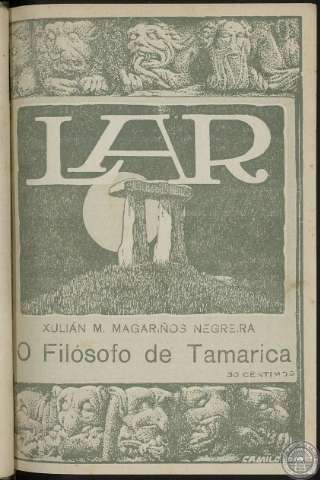 LAR
XULIÁN M. MAGARIÑOS NEGREIRA
O Filósofo de Tamarica
30 CENTIMOS
CAMILO